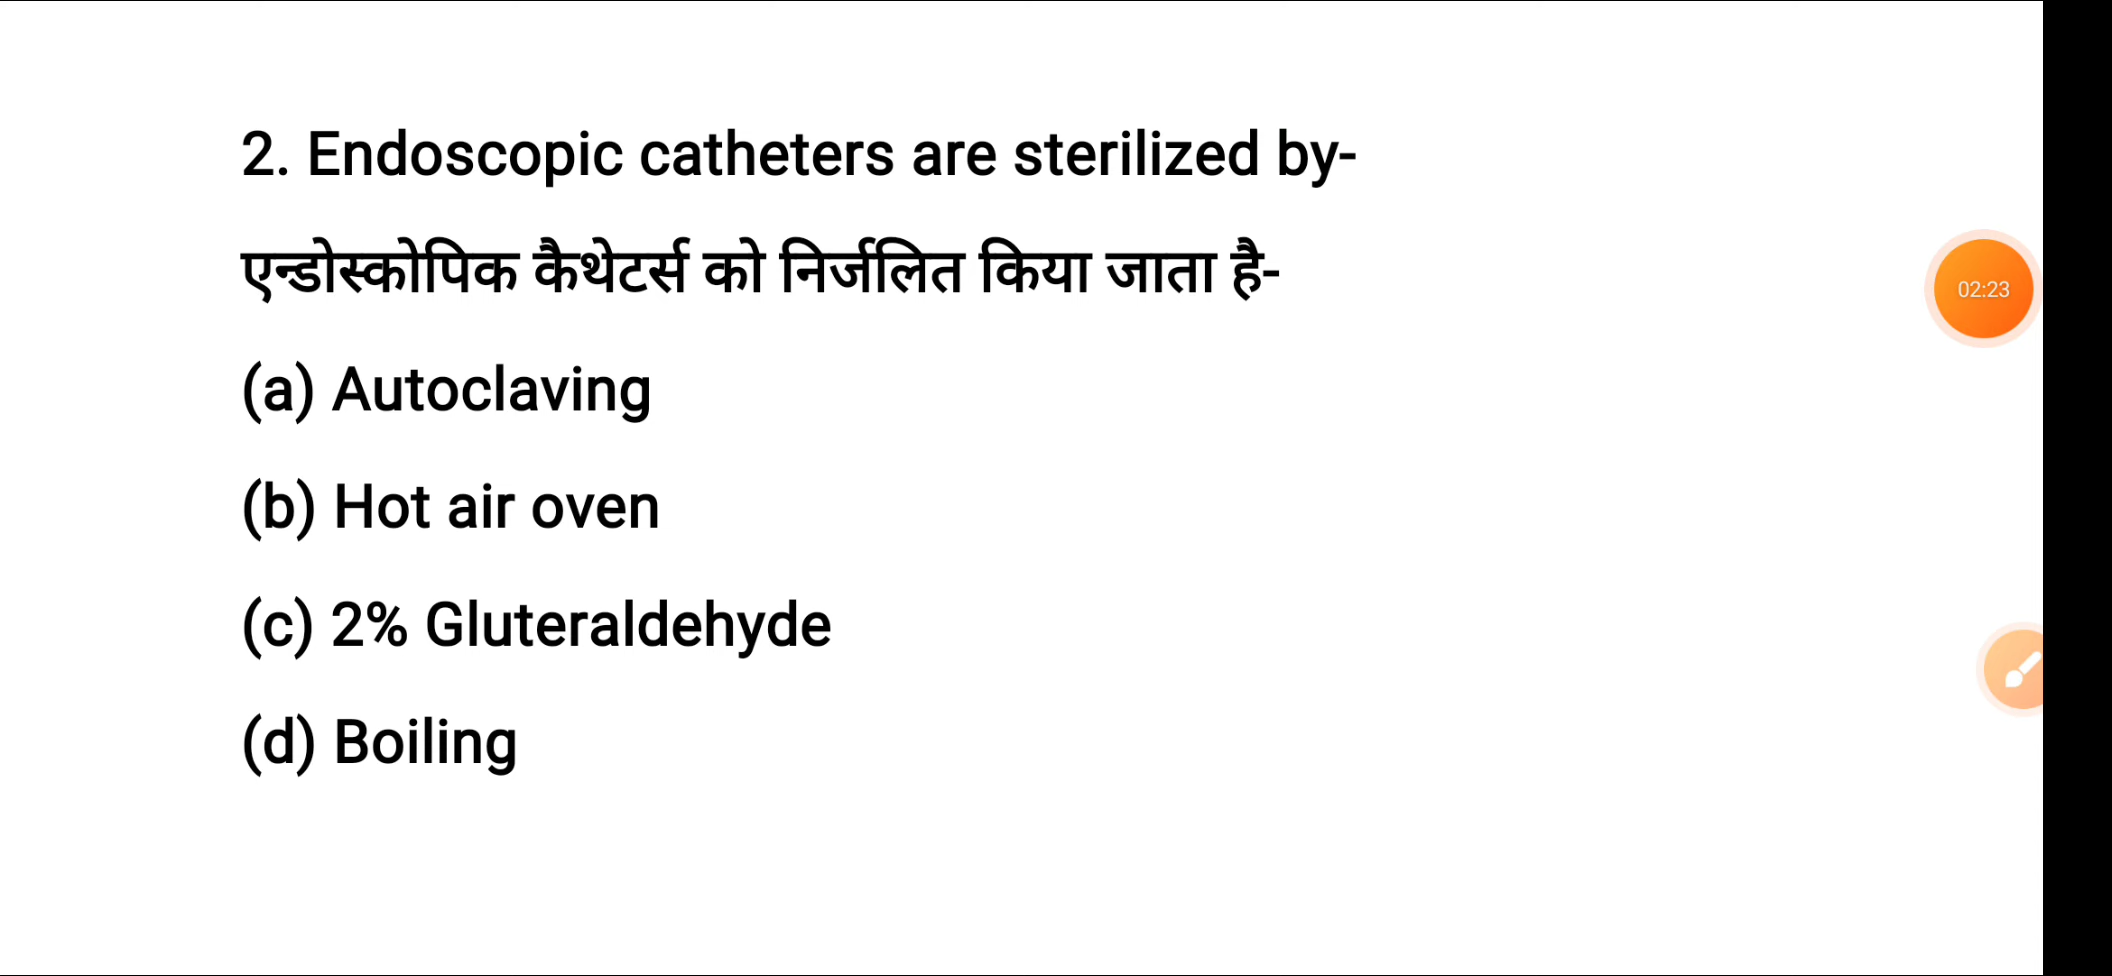 2. Endoscopic catheters are sterilized by-
एन्डोस्कोपिक कैथेटर्स को निर्जलित किया जाता है-
(a) Autoclaving
(b) Hot air oven
(c) 2% Gluteraldehyde
(d) Boiling
02:23